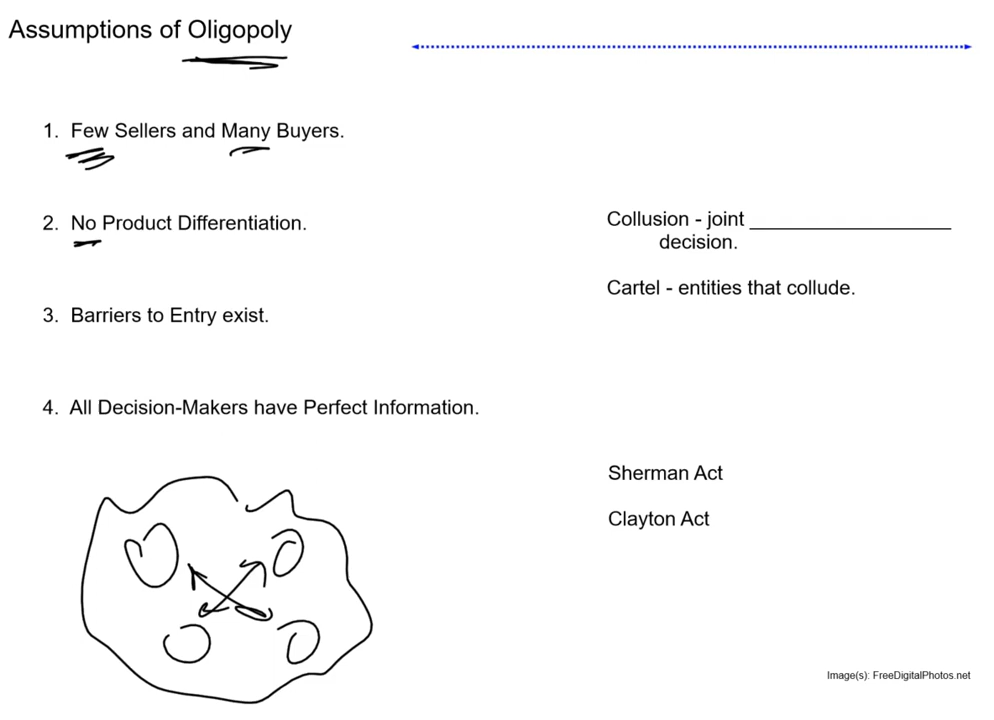 Assumptions of Oligopoly
1. Few Sellers and Many Buyers.
2. No Product Differentiation.
3. Barriers to Entry exist.
4. All Decision-Makers have Perfect Information.
Collusion - joint ____________________
decision.
Cartel - entities that collude.
Sherman Act
Clayton Act
Image(s): FreeDigitalPhotos.net